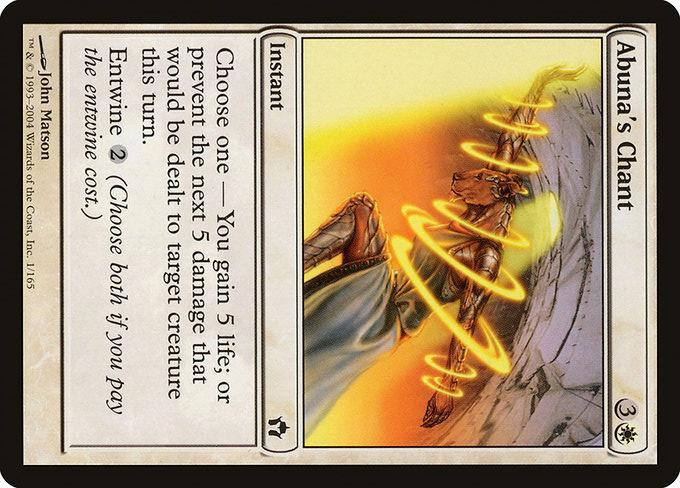 Abuna's Chant
3
Instant
Choose one — You gain 5 life; or
prevent the next 5 damage that
would be dealt to target creature
this turn.
Entwine 2 (Choose both if you pay
the entwine cost.)
John Matson
™ & © 1993–2004 Wizards of the Coast, Inc. 1/165